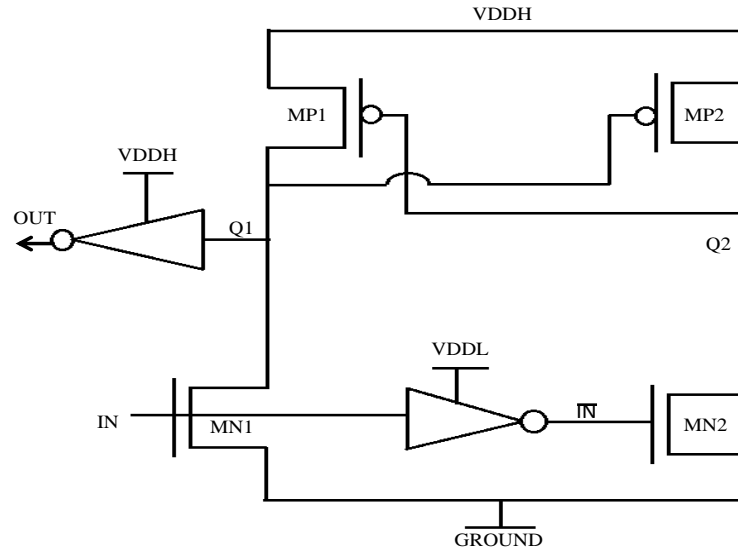 VDDH
MP1
MP2
VDDH
OUT
Q1
Q2
VDDL
IN
MN1
IN̅
MN2
GROUND